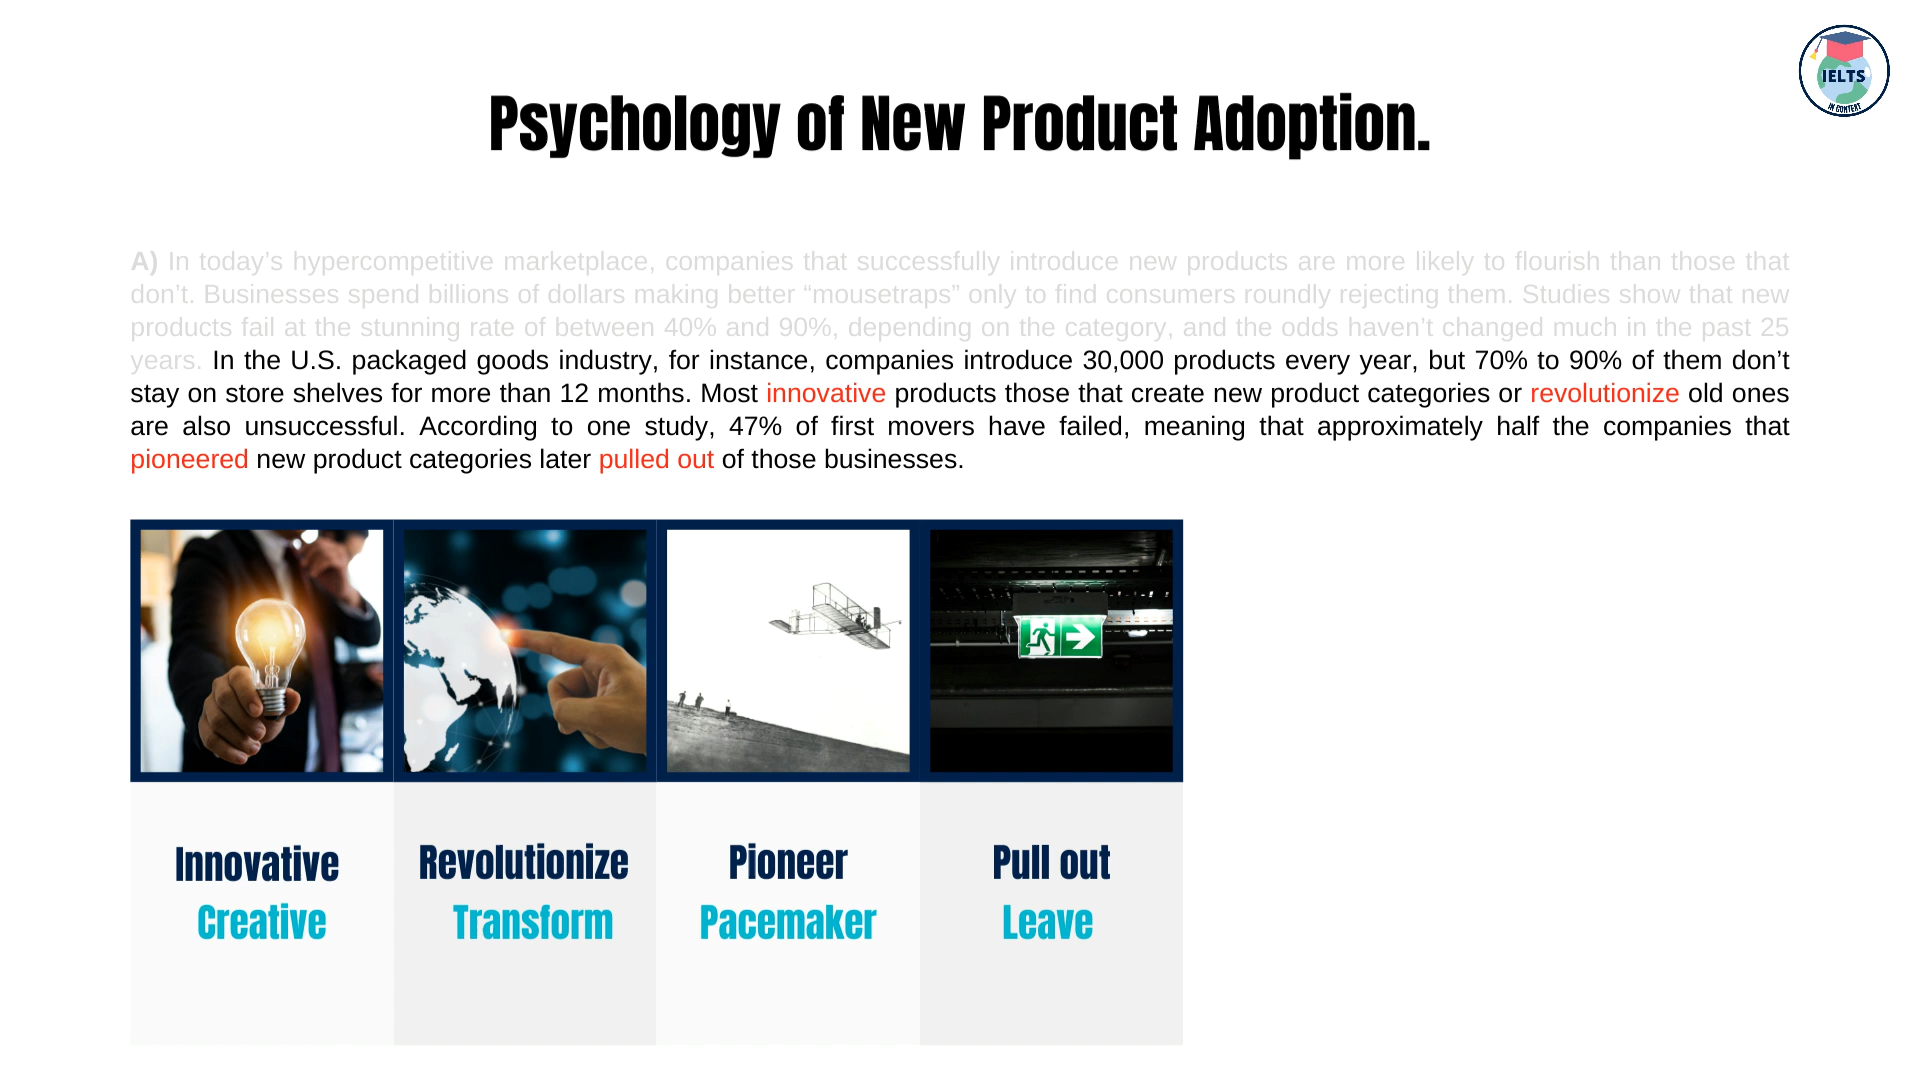 IELTS
IN CONTEXT
Psychology of New Product Adoption.
A) In today’s hypercompetitive marketplace, companies that successfully introduce new products are more likely to flourish than those that
don’t. Businesses spend billions of dollars making better “mousetraps” only to find consumers roundly rejecting them. Studies show that new
products fail at the stunning rate of between 40% and 90%, depending on the category, and the odds haven’t changed much in the past 25
years. In the U.S. packaged goods industry, for instance, companies introduce 30,000 products every year, but 70% to 90% of them don’t
stay on store shelves for more than 12 months. Most innovative products those that create new product categories or revolutionize old ones
are also unsuccessful. According to one study, 47% of first movers have failed, meaning that approximately half the companies that
pioneered new product categories later pulled out of those businesses.
Innovative
Creative
Revolutionize
Transform
Pioneer
Pacemaker
Pull out
Leave